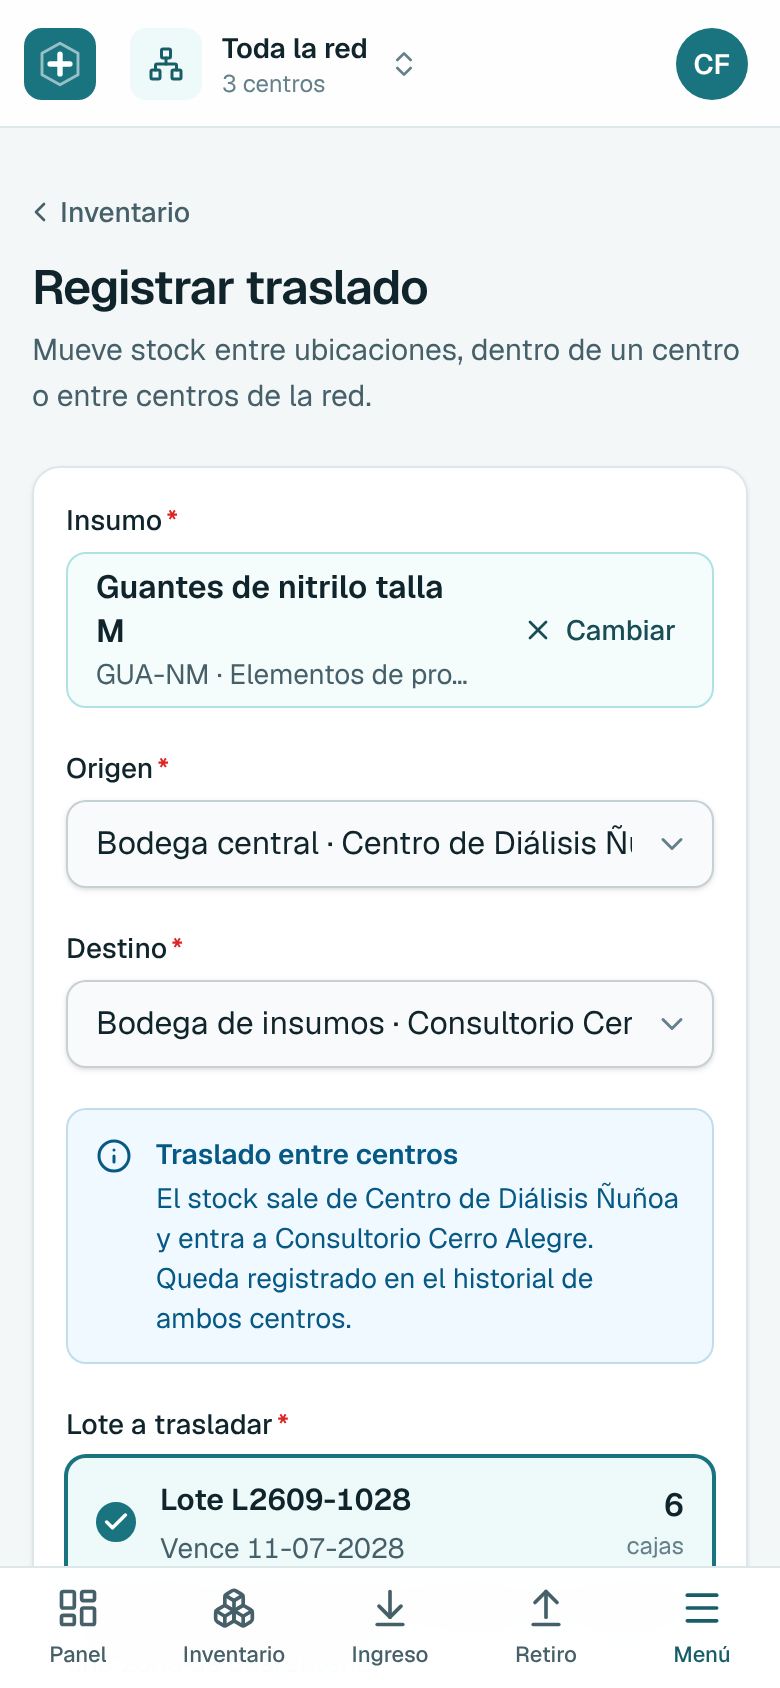 Toda la red
3 centros
CF
Inventario
Registrar traslado
Mueve stock entre ubicaciones, dentro de un centro
o entre centros de la red.
Insumo *
Guantes de nitrilo talla
M
GUA-NM · Elementos de pro...
Cambiar
Origen *
Bodega central · Centro de Diálisis Ñu
Destino *
Bodega de insumos · Consultorio Cer
Traslado entre centros
El stock sale de Centro de Diálisis Ñuñoa
y entra a Consultorio Cerro Alegre.
Queda registrado en el historial de
ambos centros.
Lote a trasladar *
Lote L2609-1028
6
Vence 11-07-2028
cajas
Panel
Inventario
Ingreso
Retiro
Menú